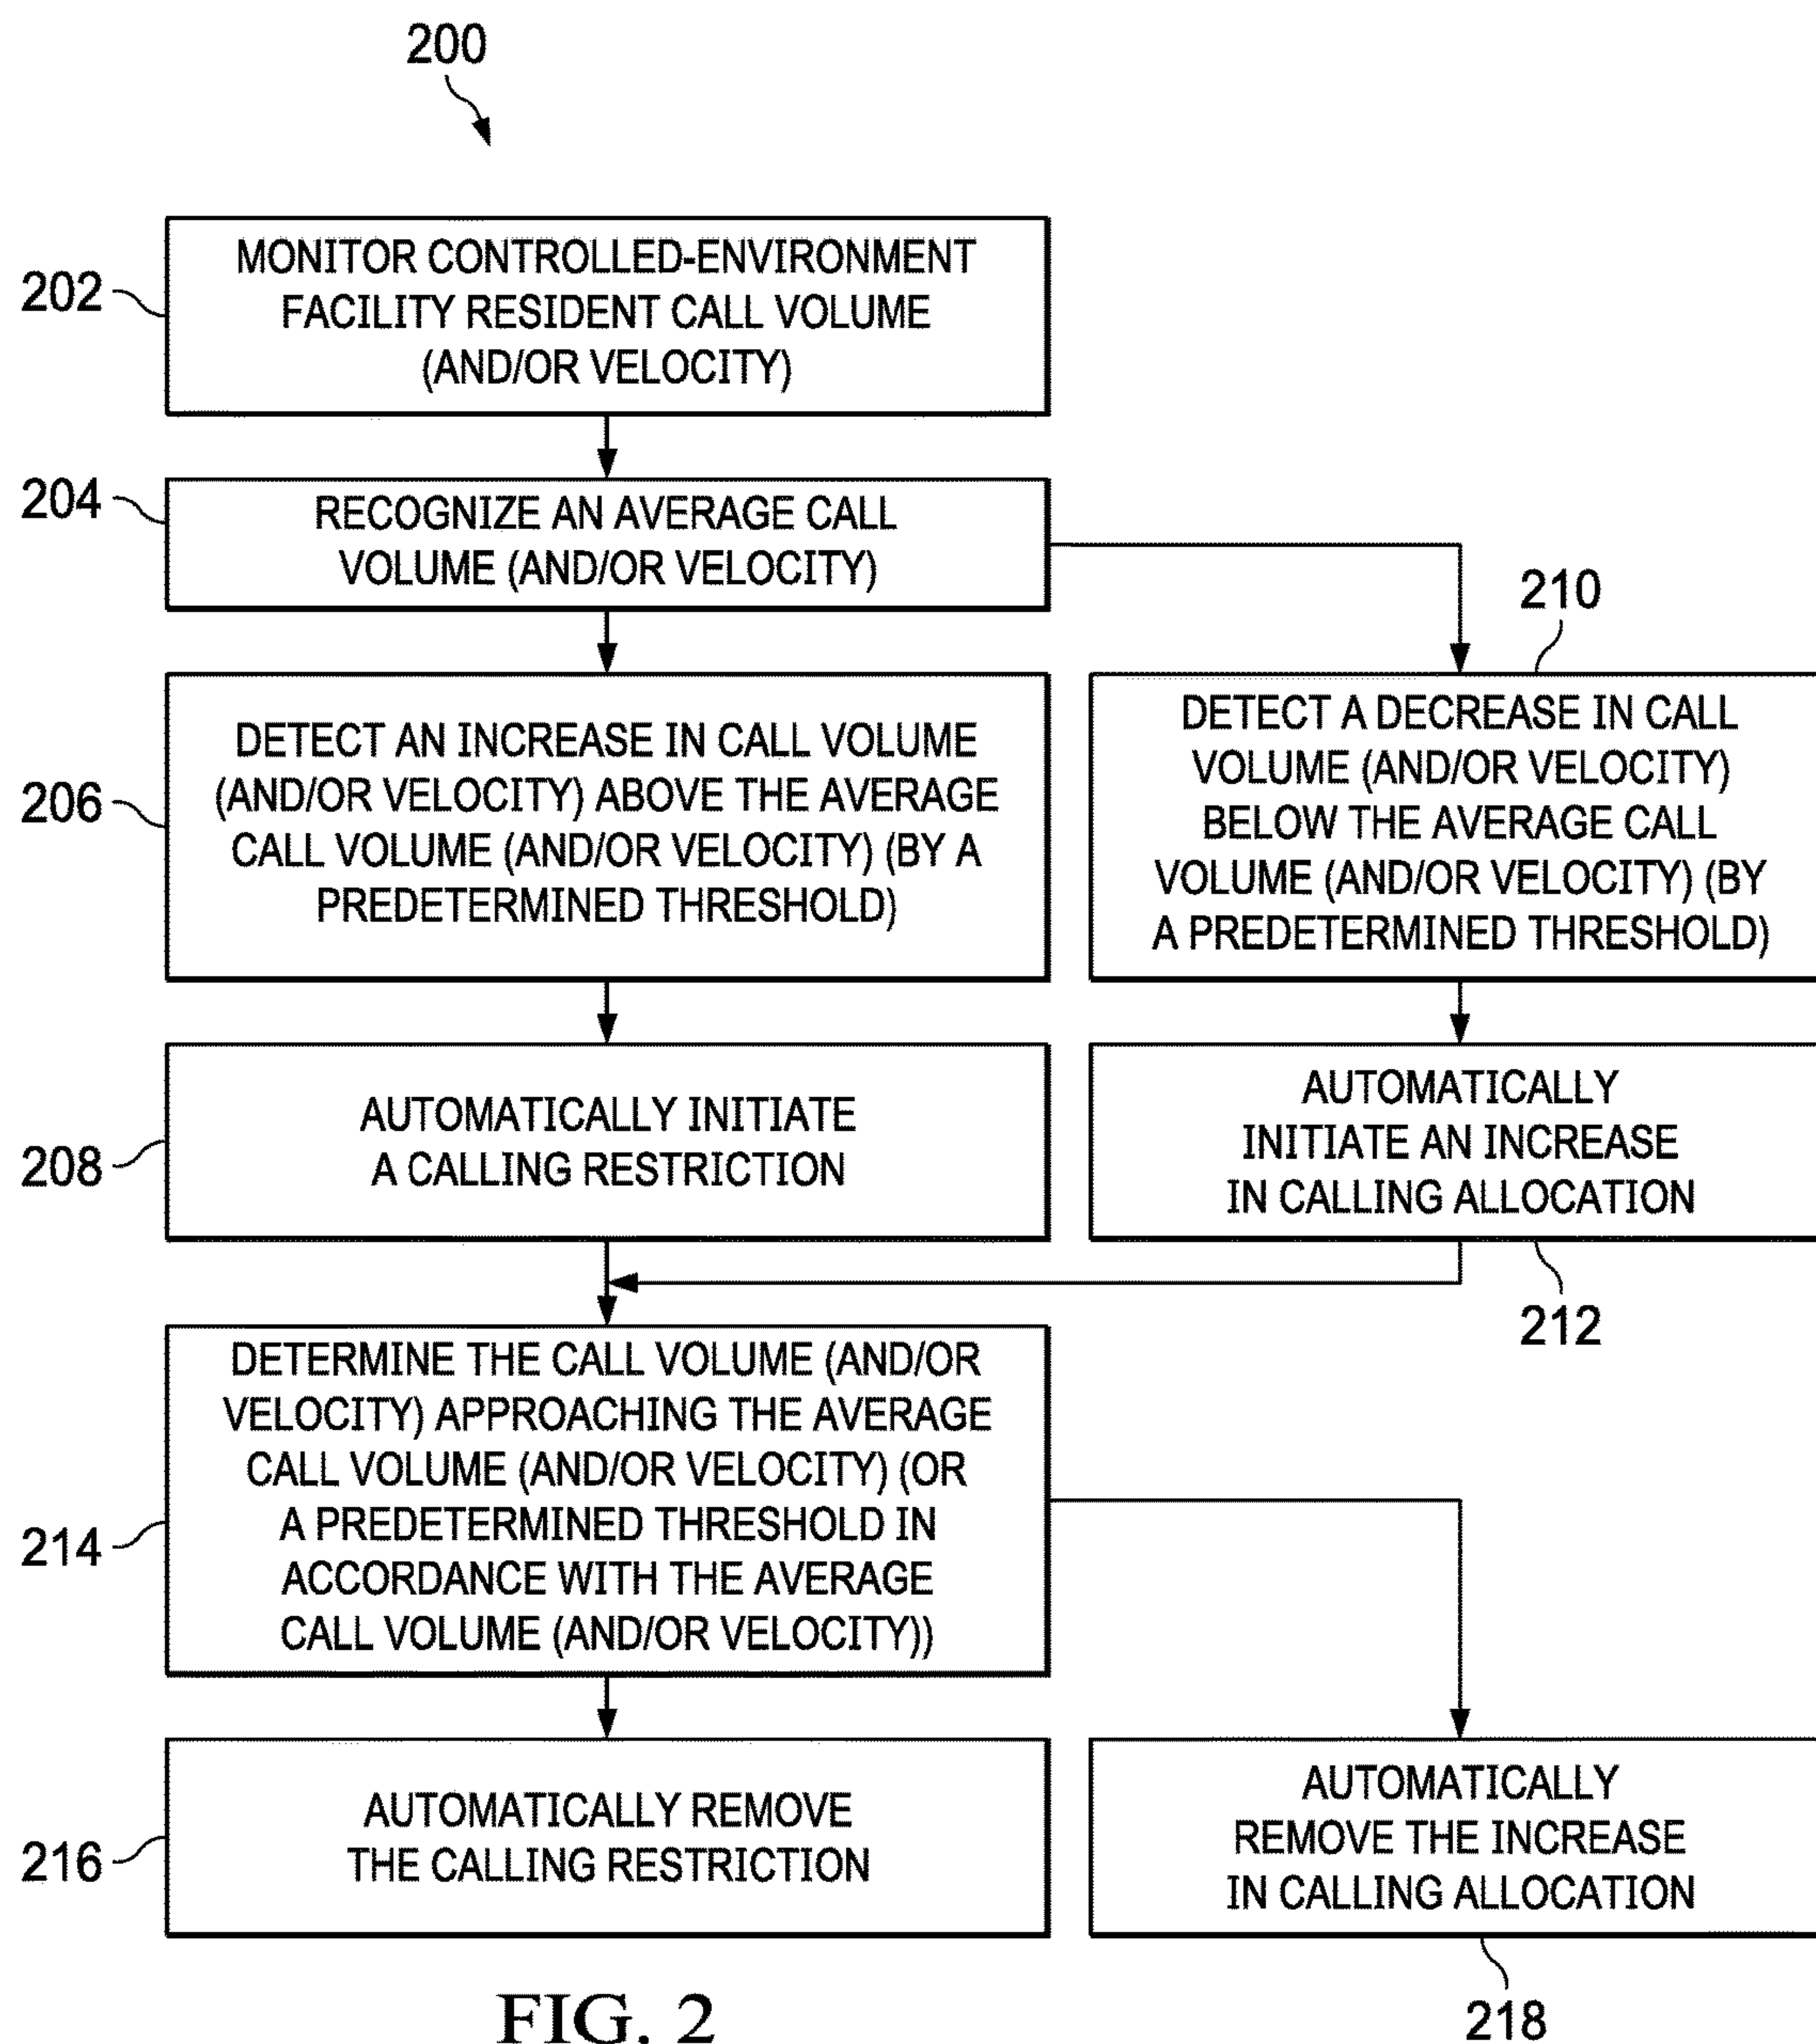 200
202
MONITOR CONTROLLED-ENVIRONMENT
FACILITY RESIDENT CALL VOLUME
(AND/OR VELOCITY)
204
RECOGNIZE AN AVERAGE CALL
VOLUME (AND/OR VELOCITY)
206
DETECT AN INCREASE IN CALL VOLUME
(AND/OR VELOCITY) ABOVE THE AVERAGE
CALL VOLUME (AND/OR VELOCITY) (BY A
PREDETERMINED THRESHOLD)
210
DETECT A DECREASE IN CALL
VOLUME (AND/OR VELOCITY)
BELOW THE AVERAGE CALL
VOLUME (AND/OR VELOCITY) (BY
A PREDETERMINED THRESHOLD)
208
AUTOMATICALLY INITIATE
A CALLING RESTRICTION
AUTOMATICALLY
INITIATE AN INCREASE
IN CALLING ALLOCATION
212
214
DETERMINE THE CALL VOLUME (AND/OR
VELOCITY) APPROACHING THE AVERAGE
CALL VOLUME (AND/OR VELOCITY) (OR
A PREDETERMINED THRESHOLD IN
ACCORDANCE WITH THE AVERAGE
CALL VOLUME (AND/OR VELOCITY))
216
AUTOMATICALLY REMOVE
THE CALLING RESTRICTION
AUTOMATICALLY
REMOVE THE INCREASE
IN CALLING ALLOCATION
218
FIG. 2